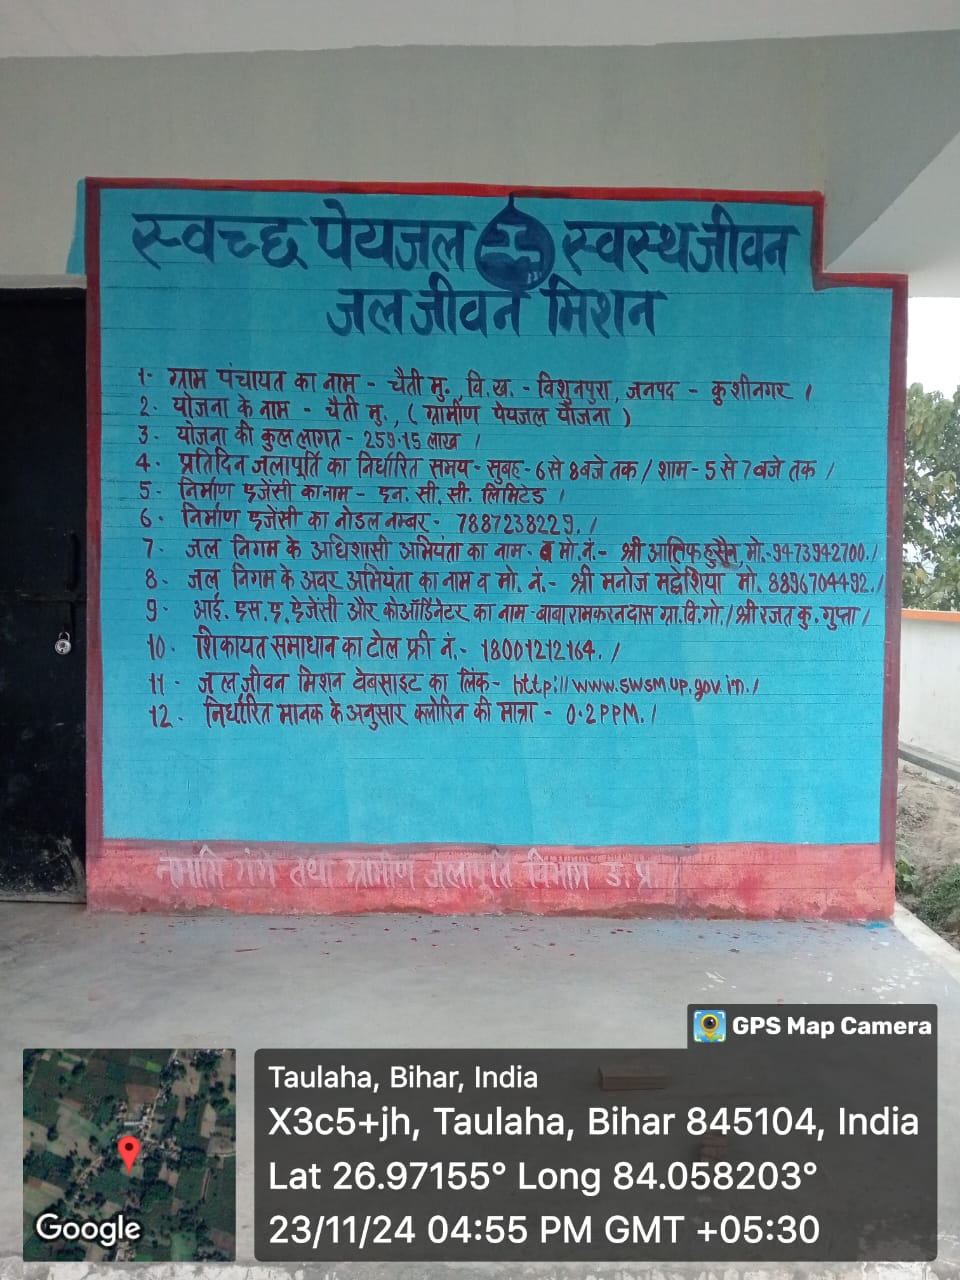 स्वच्छ पेयजल स्वस्थ जीवन
जल जीवन मिशन
1- ग्राम पंचायत का नाम - चैती मु. वि.ख. - विशुनपुरा, जनपद - कुशीनगर ।
2- योजना के नाम - चैती मु., ( ग्रामीण पेयजल योजना )
3- योजना की कुल लागत - 259.15 लाख ।
4- प्रतिदिन जलापूर्ति का निर्धारित समय - सुबह - 6 से 8 बजे तक / शाम - 5 से 7 बजे तक /
5- निर्माण एजेंसी का नाम - एन. सी. सी. लिमिटेड ।
6- निर्माण एजेंसी का नोडल नम्बर- 7887238229. /
7- जल निगम के अधिशासी अभियंता का नाम - व मो. नं.- श्री आतिफ हुसैन मो.-9473942700. /
8- जल निगम के अवर अभियंता का नाम व मो. नं.- श्री मनोज मद्धेशिया मो. 8896704492. /
9- आई. एस. ए. ऐजेंसी और कोऑर्डिनेटर का नाम - बाबा रामकरन दास ग्रा. वि. गो. / श्री रजत कु. गुप्ता /
10- शिकायत समाधान का टोल फ्री नं.- 18001212164. /
11- जल जीवन मिशन वेबसाइट का लिंक- http://www.swsm.up.gov.in. /
12- निर्धारित मानक के अनुसार क्लोरिन की मात्रा - 0.2 PPM. /
नमामि गंगे तथा ग्रामीण जलापूर्ति विभाग उ. प्र.
GPS Map Camera
Taulaha, Bihar, India
X3c5+jh, Taulaha, Bihar 845104, India
Lat 26.97155° Long 84.058203°
23/11/24 04:55 PM GMT +05:30
Google